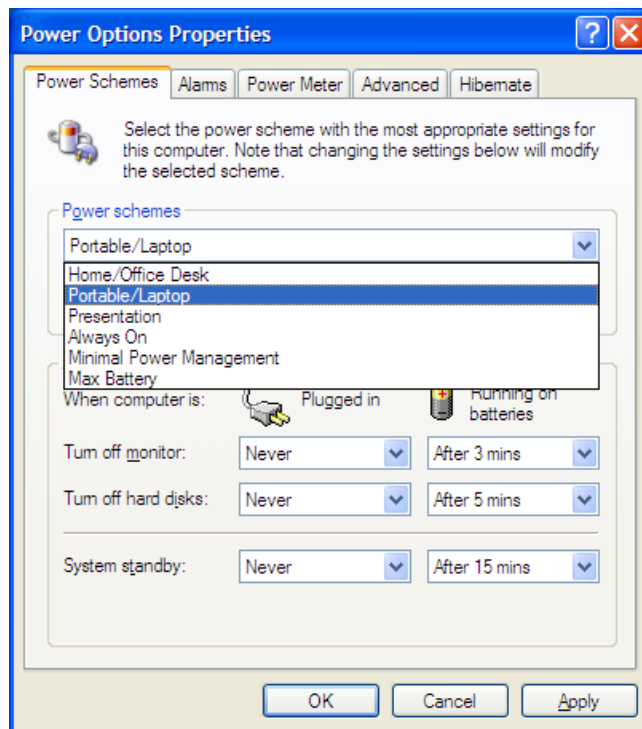 Power Options Properties
Power Schemes Alarms Power Meter Advanced Hibernate
Select the power scheme with the most appropriate settings for
this computer. Note that changing the settings below will modify
the selected scheme.
Power schemes
Portable/Laptop
Home/Office Desk
Portable/Laptop
Presentation
Always On
Minimal Power Management
Max Battery
When computer is: Plugged in Running on
batteries
Turn off monitor: Never After 3 mins
Turn off hard disks: Never After 5 mins
System standby: Never After 15 mins
OK Cancel Apply